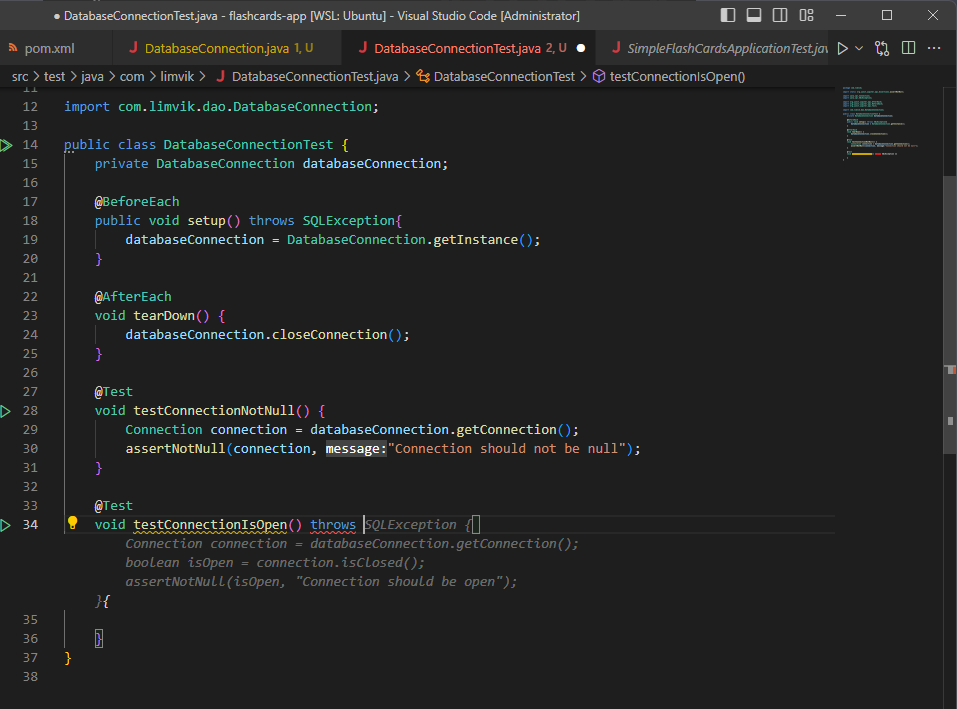 DatabaseConnectionTest.java - flashcards-app [WSL: Ubuntu] - Visual Studio Code [Administrator]
pom.xml J DatabaseConnection.java 1, U J DatabaseConnectionTest.java 2, U ● J SimpleFlashCardsApplicationTest.jav
src > test > java > com > limvik > J DatabaseConnectionTest.java > DatabaseConnectionTest > testConnectionIsOpen()
11
12 import com.limvik.dao.DatabaseConnection;
13
14 public class DatabaseConnectionTest {
15 private DatabaseConnection databaseConnection;
16
17 @BeforeEach
18 public void setup() throws SQLException{
19 databaseConnection = DatabaseConnection.getInstance();
20 }
21
22 @AfterEach
23 void tearDown() {
24 databaseConnection.closeConnection();
25 }
26
27 @Test
28 void testConnectionNotNull() {
29 Connection connection = databaseConnection.getConnection();
30 assertNotNull(connection, message:"Connection should not be null");
31 }
32
33 @Test
34 void testConnectionIsOpen() throws SQLException {
Connection connection = databaseConnection.getConnection();
boolean isOpen = connection.isClosed();
assertNotNull(isOpen, "Connection should be open");
}{
35
36 }
37 }
38